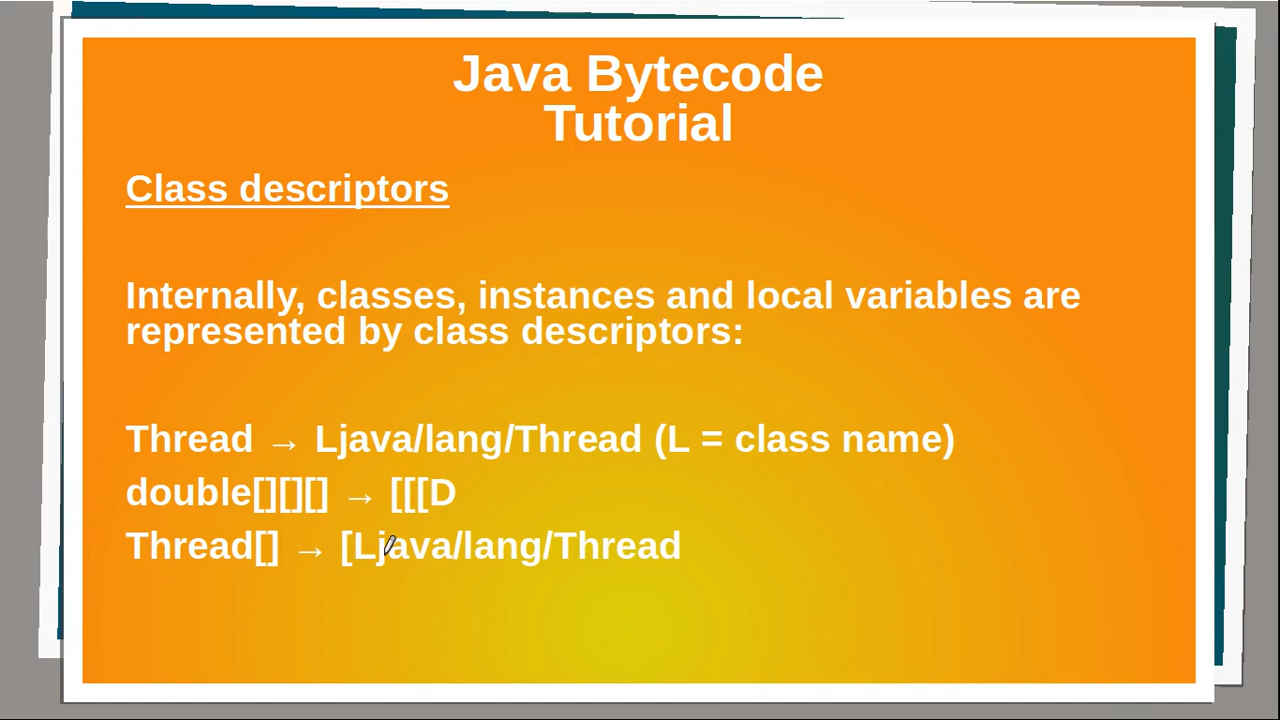 Java Bytecode
Tutorial
Class descriptors
Internally, classes, instances and local variables are
represented by class descriptors:
Thread → Ljava/lang/Thread (L = class name)
double[][][] → [[[D
Thread[] → [Ljava/lang/Thread